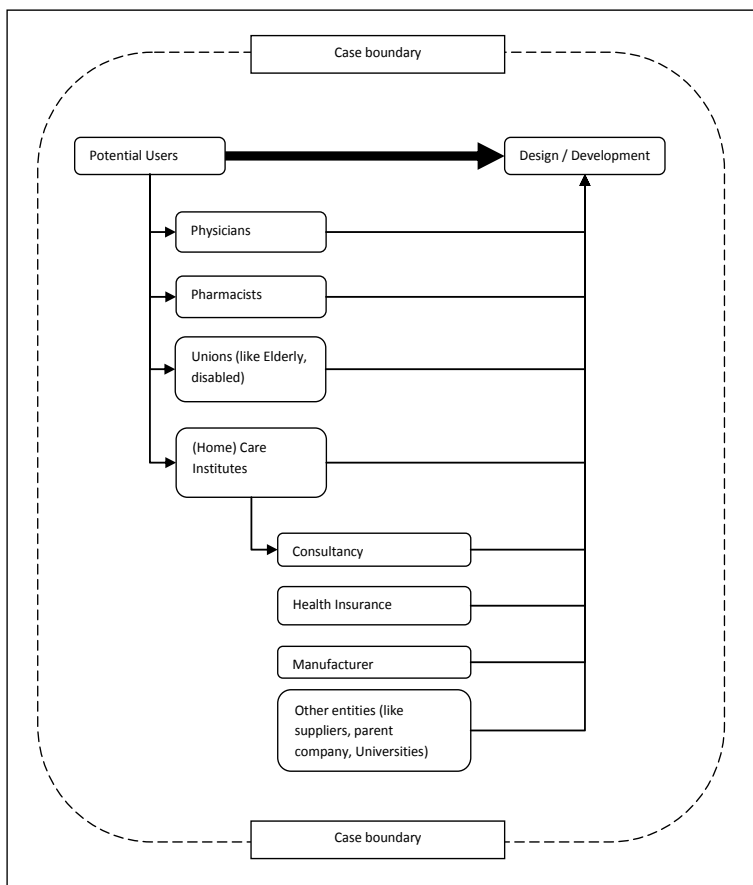 Case boundary
Potential Users
Design / Development
Physicians
Pharmacists
Unions (like Elderly,
disabled)
(Home) Care
Institutes
Consultancy
Health Insurance
Manufacturer
Other entities (like
suppliers, parent
company, Universities)
Case boundary